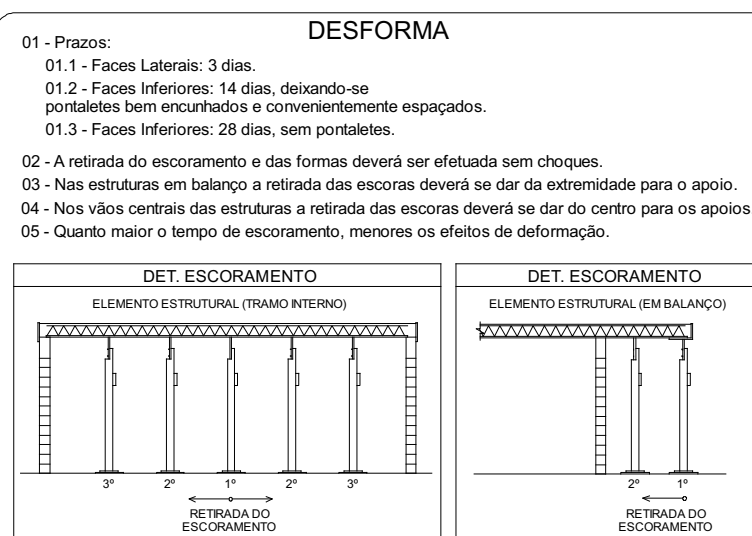 DESFORMA
01 - Prazos:
01.1 - Faces Laterais: 3 dias.
01.2 - Faces Inferiores: 14 dias, deixando-se
pontaletes bem encunhados e convenientemente espaçados.
01.3 - Faces Inferiores: 28 dias, sem pontaletes.
02 - A retirada do escoramento e das formas deverá ser efetuada sem choques.
03 - Nas estruturas em balanço a retirada das escoras deverá se dar da extremidade para o apoio.
04 - Nos vãos centrais das estruturas a retirada das escoras deverá se dar do centro para os apoios
05 - Quanto maior o tempo de escoramento, menores os efeitos de deformação.
DET. ESCORAMENTO
ELEMENTO ESTRUTURAL (TRAMO INTERNO)
3º 2º 1º 2º 3º
RETIRADA DO
ESCORAMENTO
DET. ESCORAMENTO
ELEMENTO ESTRUTURAL (EM BALANÇO)
2º 1º
RETIRADA DO
ESCORAMENTO